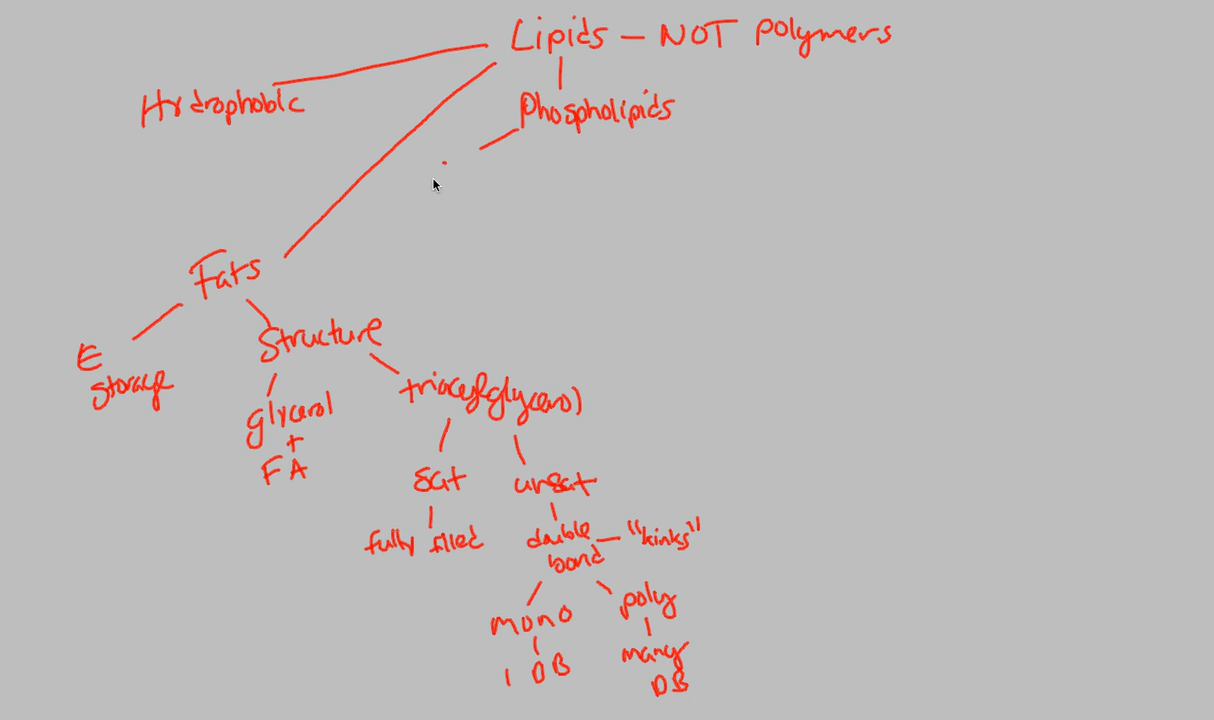 Lipids — NOT polymers
Hydrophobic
Phospholipids
Fats
E
storage
Structure
glycerol
+
FA
triacylglycerol
sat
unsat
fully filled
double
bond
"kinks"
mono
1 DB
poly
many
DB